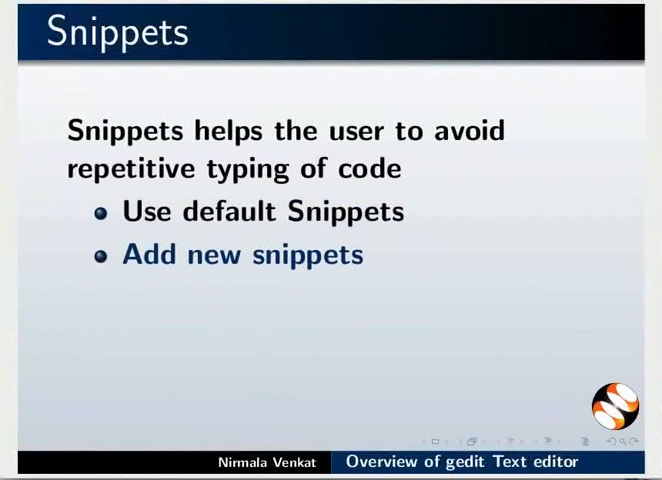 Snippets
Snippets helps the user to avoid
repetitive typing of code
Use default Snippets
Add new snippets
Nirmala Venkat
Overview of gedit Text editor